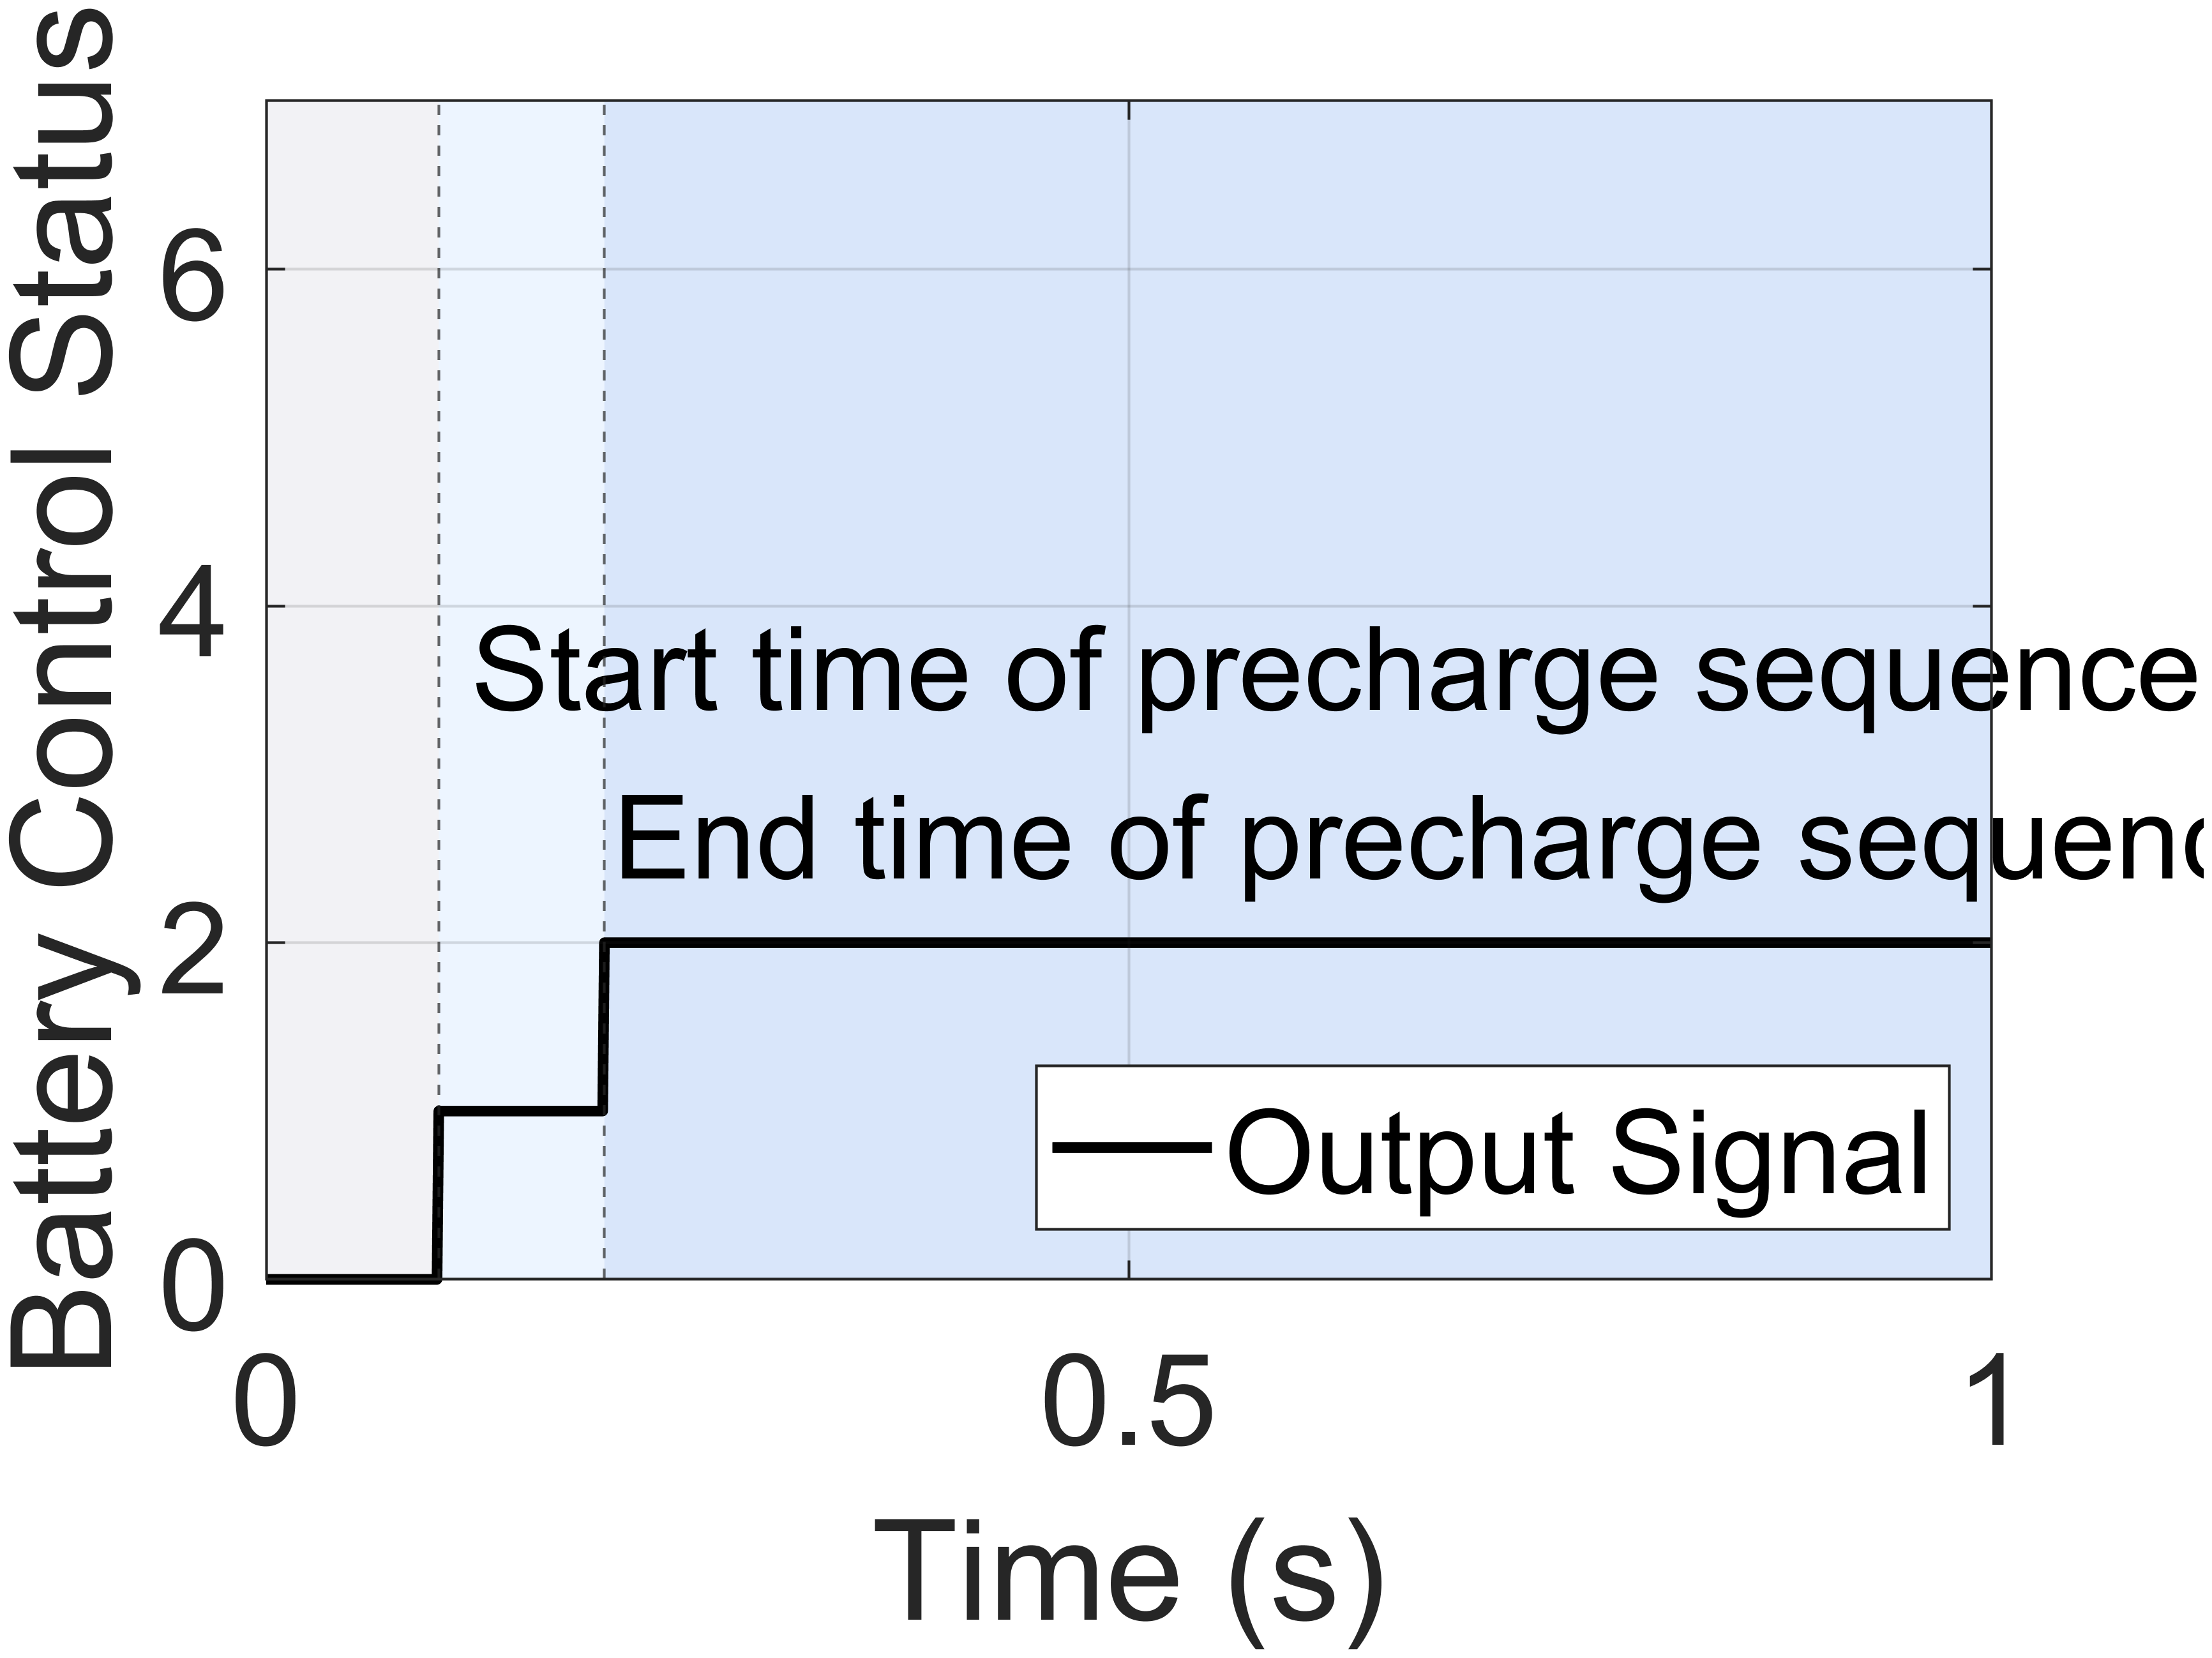 Battery Control Status
6
4
2
0
Start time of precharge sequence
End time of precharge
Output Signal
0 0.5 1
Time (s)